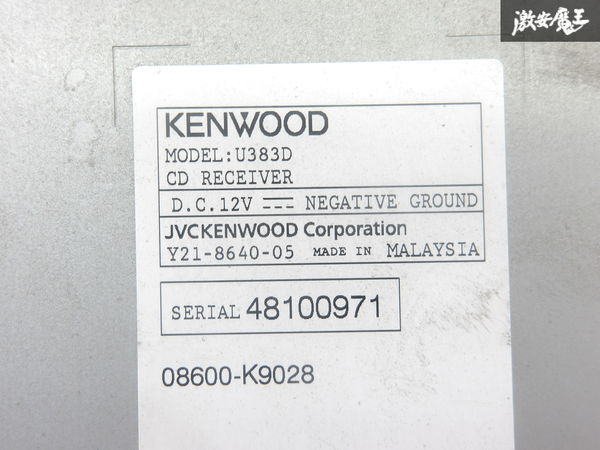 激安魔王
KENWOOD
MODEL:U383D
CD RECEIVER
D.C.12V ⎓ NEGATIVE GROUND
JVCKENWOOD Corporation
Y21-8640-05 MADE IN MALAYSIA
SERIAL 48100971
08600-K9028